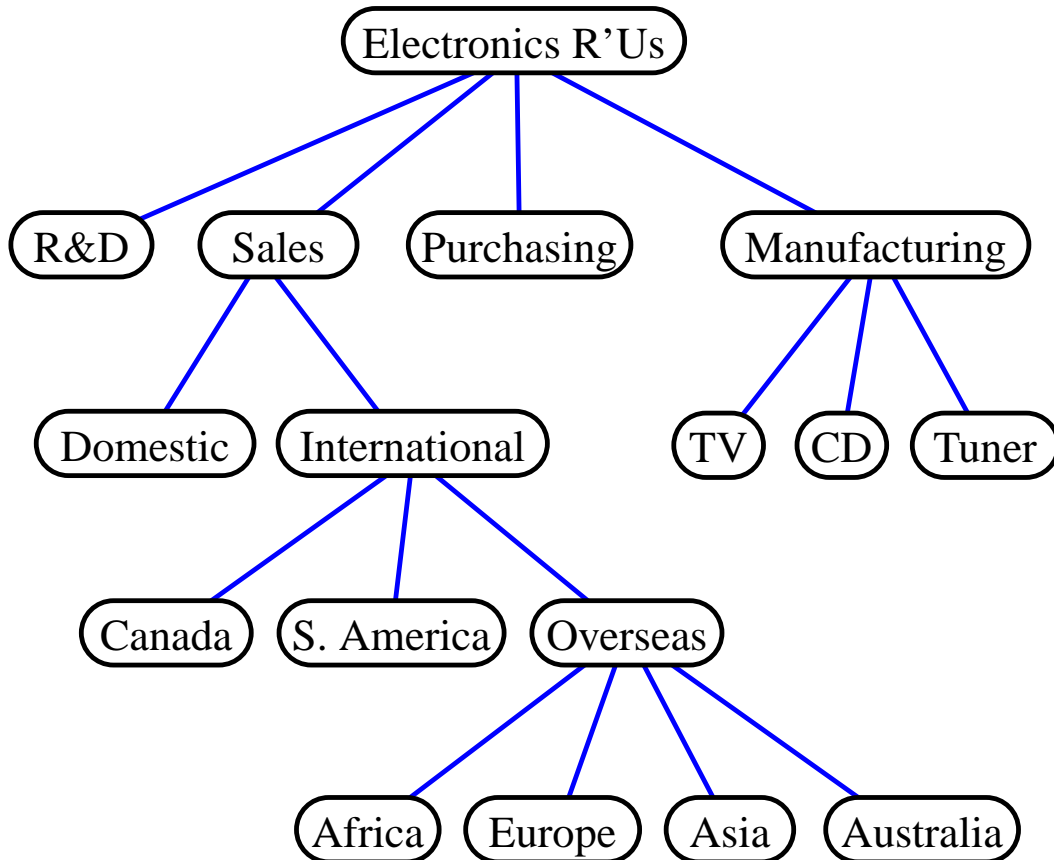 Electronics R’Us
R&D
Sales
Purchasing
Manufacturing
Domestic
International
TV
CD
Tuner
Canada
S. America
Overseas
Africa
Europe
Asia
Australia